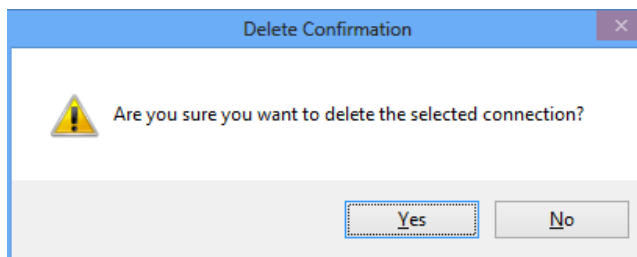 Delete Confirmation
Are you sure you want to delete the selected connection?
Yes
No